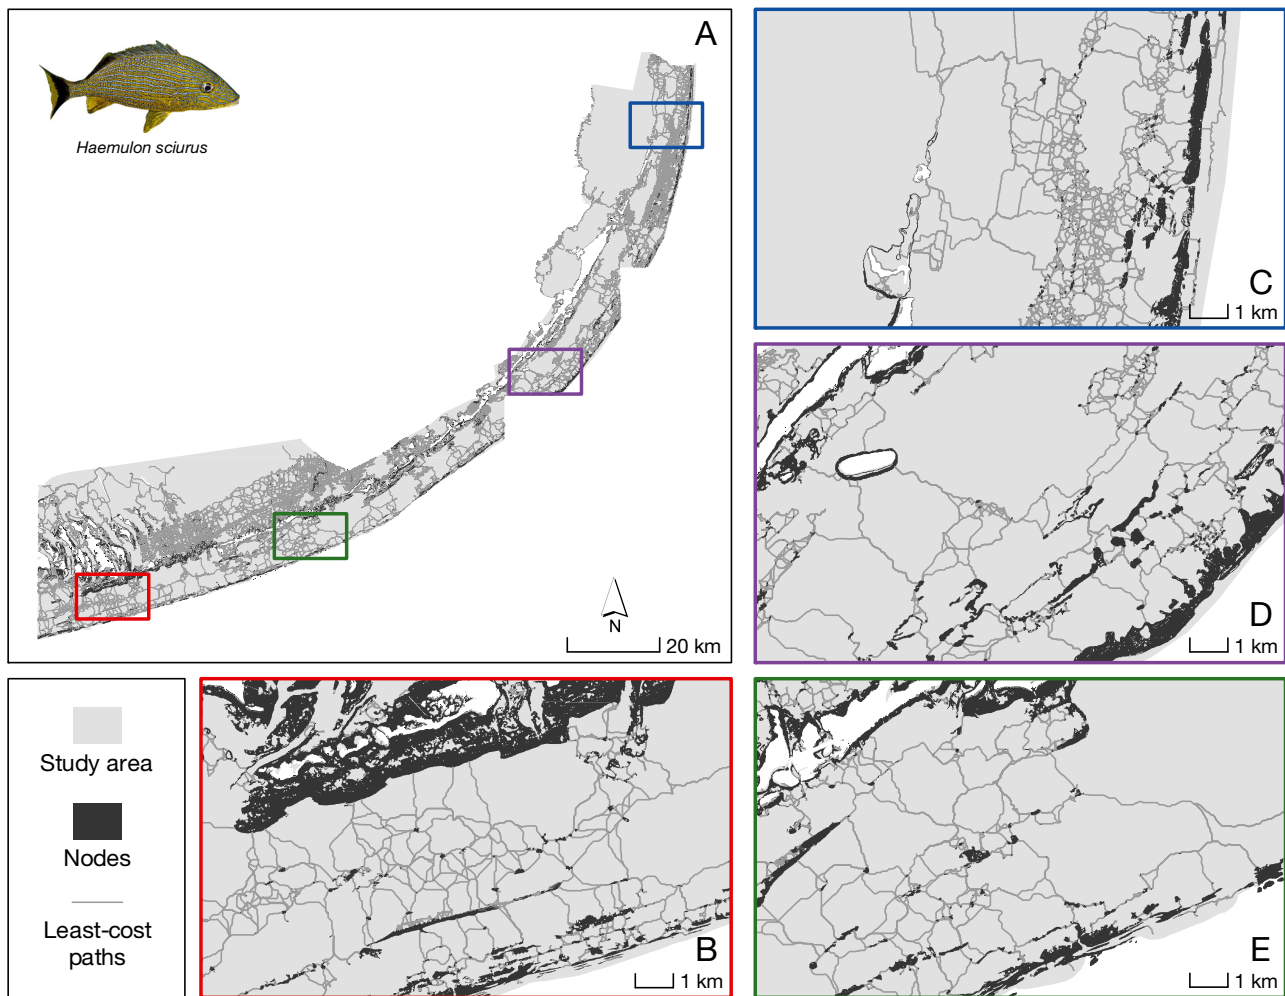 A
Haemulon sciurus
N
20 km
C
1 km
D
1 km
Study area
Nodes
Least-cost
paths
B
1 km
E
1 km